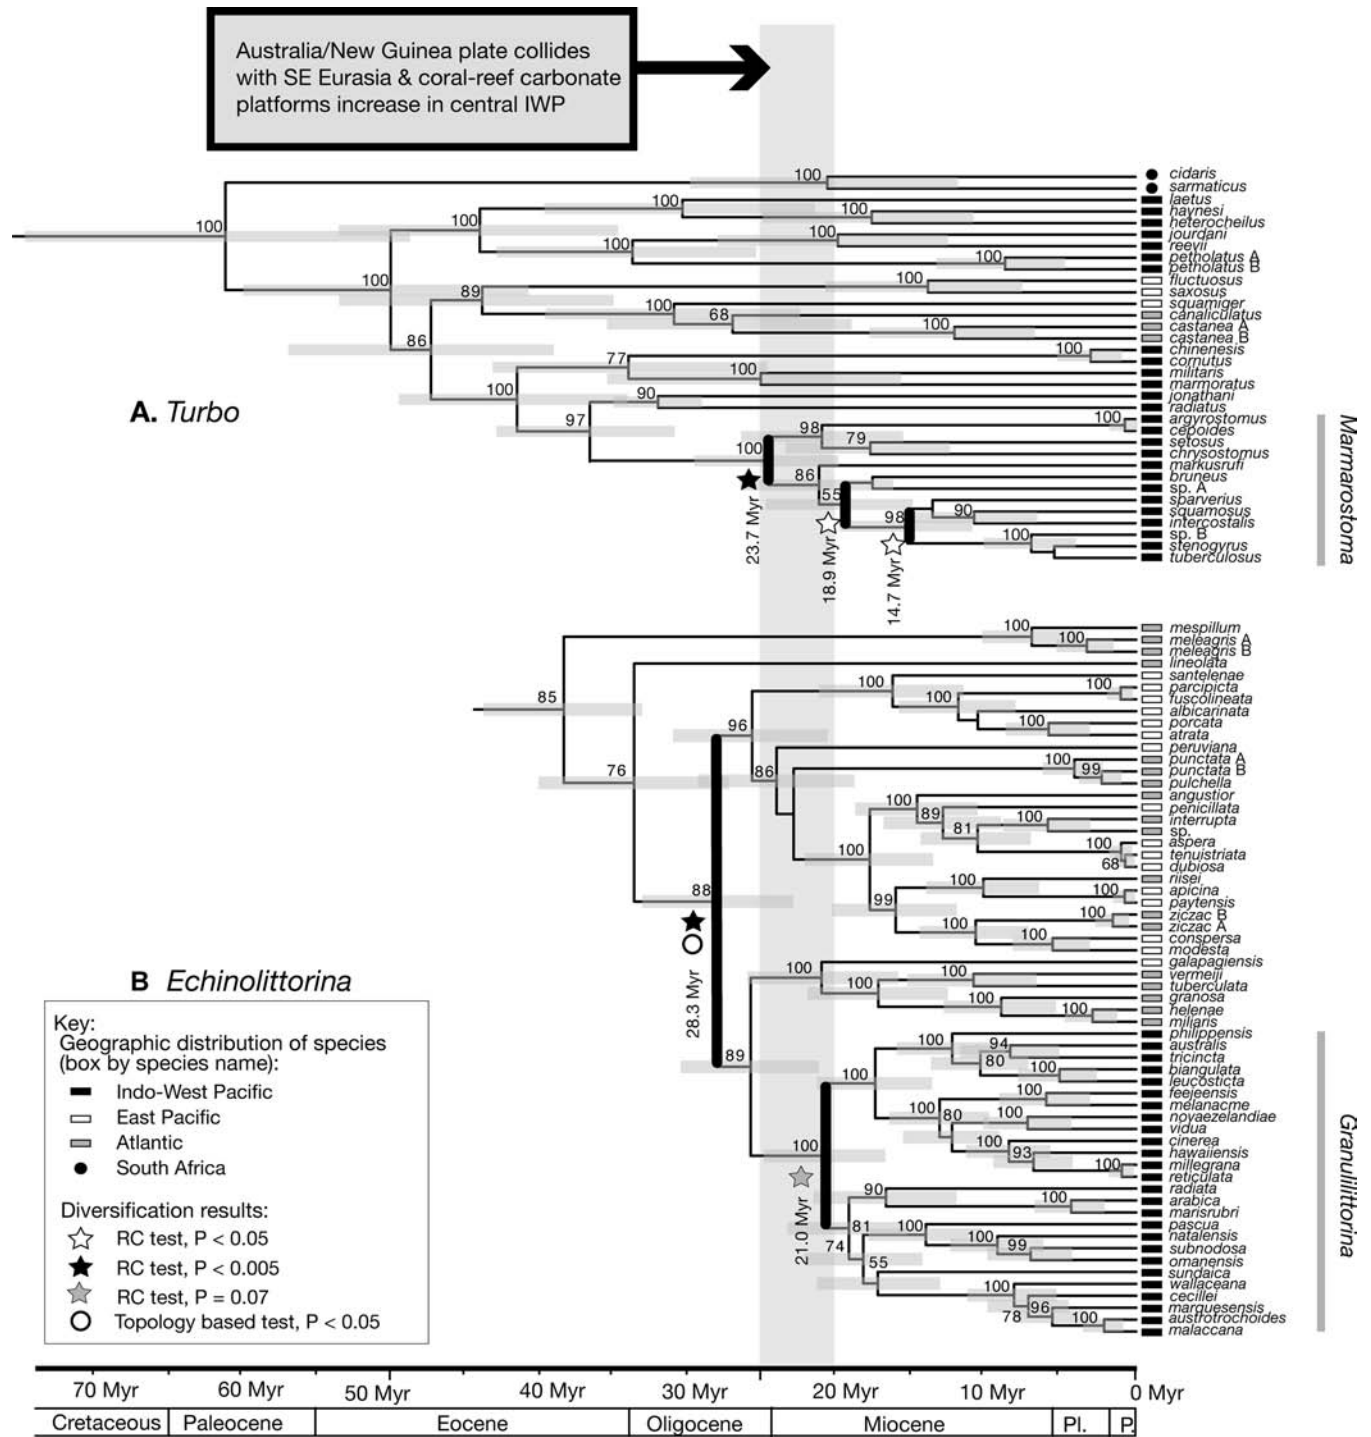 Australia/New Guinea plate collides
with SE Eurasia & coral-reef carbonate
platforms increase in central IWP
100 cidaris
sarmaticus
laetus
100 haynesi
100 100 heterocheilus
100 jourdani
100 reevii
100 petholatus A
petholatus B
100 100 fluctuosus
89 saxosus
100 squamiger
68 canaliculatus
100 castanea A
castanea B
86 100 chinenesis
77 cornutus
100 militaris
marmoratus
100 90 jonathani
radiatus
A. Turbo
97 100 argyrostomus
98 cepoides
79 setosus
100 chrysostomus
markusrufi
86 bruneus
55 sp. A
sparverius
98 90 squamosus
intercostalis
sp. B
stenogyrus
tuberculosus
23.7 Myr
18.9 Myr
14.7 Myr
Marmarostoma
100 mespillum
100 meleagris A
meleagris B
lineolata
85 100 santelenae
100 parcipicta
100 fuscolineata
albicarinata
96 100 porcata
atrata
76 86 peruviana
100 punctata A
99 punctata B
pulchella
100 angustior
89 penicillata
100 interrupta
81 sp.
100 100 aspera
tenuistriata
68 dubiosa
88 100 riisei
100 apicina
99 paytensis
100 ziczac B
100 ziczac A
100 conspersa
modesta
28.3 Myr
B Echinolittorina
100 galapagiensis
100 vermeiji
100 tuberculata
100 granosa
100 helenae
miliaris
philippensis
100 94 australis
89 80 tricincta
100 biangulata
100 leucosticta
100 feejeensis
100 80 melanacme
100 novaezelandiae
vidua
100 100 cinerea
93 hawaiiensis
100 millegrana
reticulata
90 radiata
100 arabica
marisrubri
81 100 pascua
74 100 natalensis
99 subnodosa
omanensis
55 sundaica
100 wallaceana
cecillei
78 96 marquesensis
100 austrotrochoides
malaccana
21.0 Myr
Granulilittorina
Key:
Geographic distribution of species
(box by species name):
Indo-West Pacific
East Pacific
Atlantic
South Africa
Diversification results:
RC test, P < 0.05
RC test, P < 0.005
RC test, P = 0.07
Topology based test, P < 0.05
70 Myr 60 Myr 50 Myr 40 Myr 30 Myr 20 Myr 10 Myr 0 Myr
Cretaceous Paleocene Eocene Oligocene Miocene Pl. P.